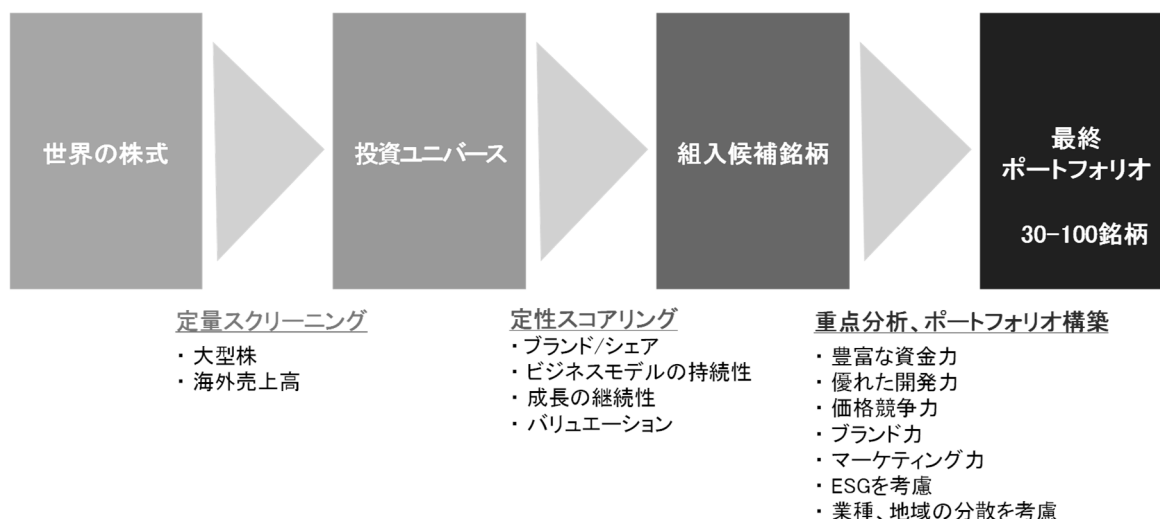 世界の株式
投資ユニバース
組入候補銘柄
最終
ポートフォリオ
30-100銘柄
定量スクリーニング
・大型株
・海外売上高
定性スコアリング
・ブランド/シェア
・ビジネスモデルの持続性
・成長の継続性
・バリュエーション
重点分析、ポートフォリオ構築
・豊富な資金力
・優れた開発力
・価格競争力
・ブランド力
・マーケティング力
・ESGを考慮
・業種、地域の分散を考慮